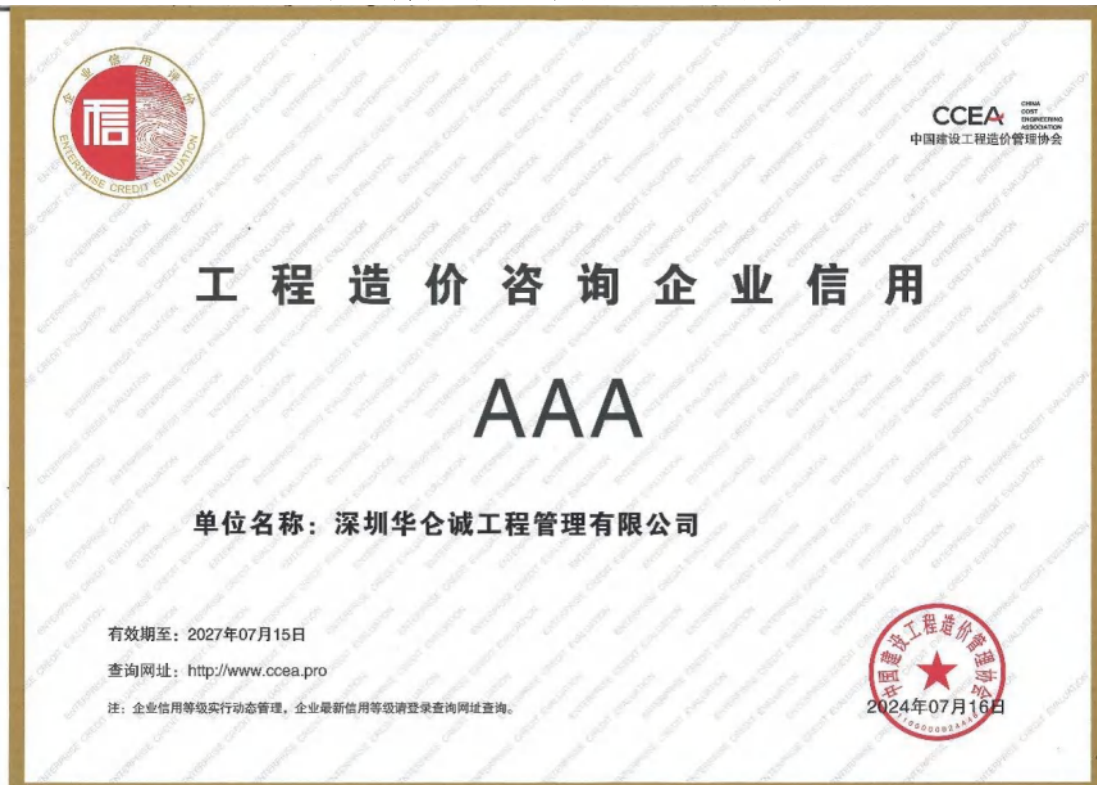 企业信用评价
信
ENTERPRISE CREDIT EVALUATION
CCEA
CHINA
COST
ENGINEERING
ASSOCIATION
中国建设工程造价管理协会
工程造价咨询企业信用
AAA
单位名称：深圳华仑诚工程管理有限公司
有效期至：2027年07月15日
查询网址：http://www.ccea.pro
注：企业信用等级实行动态管理，企业最新信用等级请登录查询网址查询。
中国建设工程造价管理协会
2024年07月16日